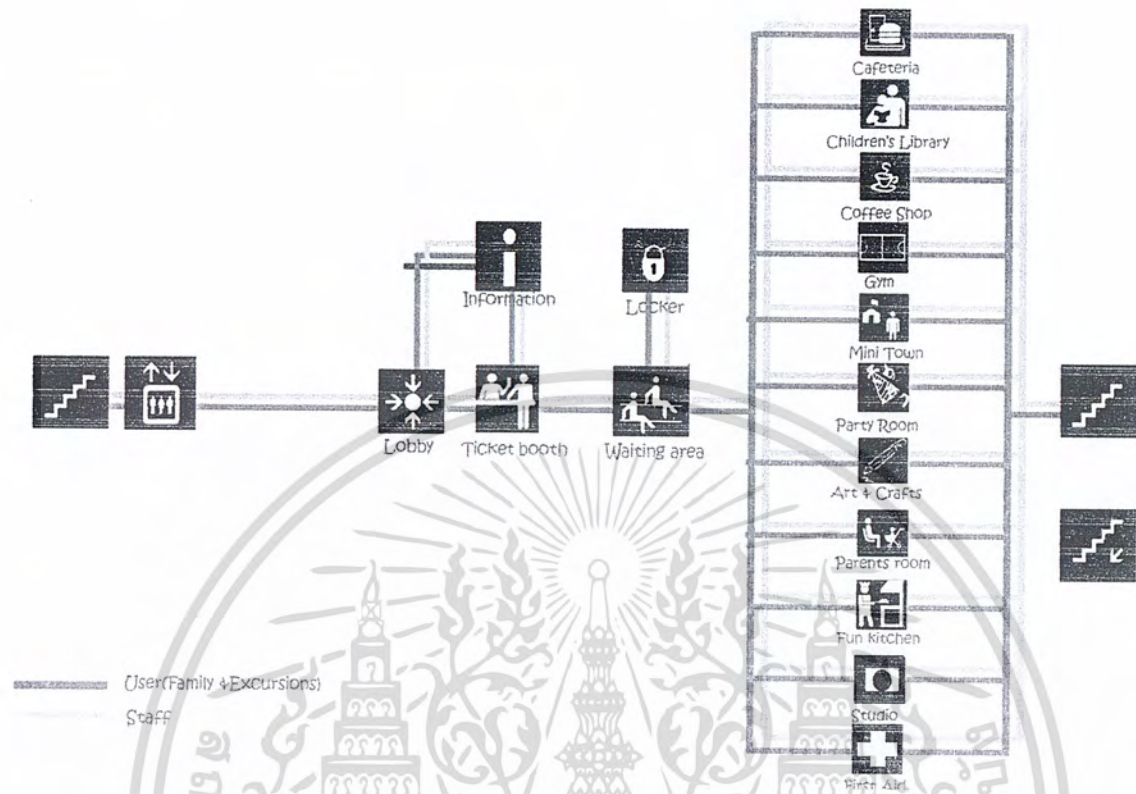 Cafeteria
Children's Library
Coffee Shop
Gym
Mini Town
Party Room
Art & Crafts
Parents room
Fun kitchen
Studio
First Aid
Information
Locker
1
Lobby
Ticket booth
Waiting area
User(Family &Excursions)
Staff